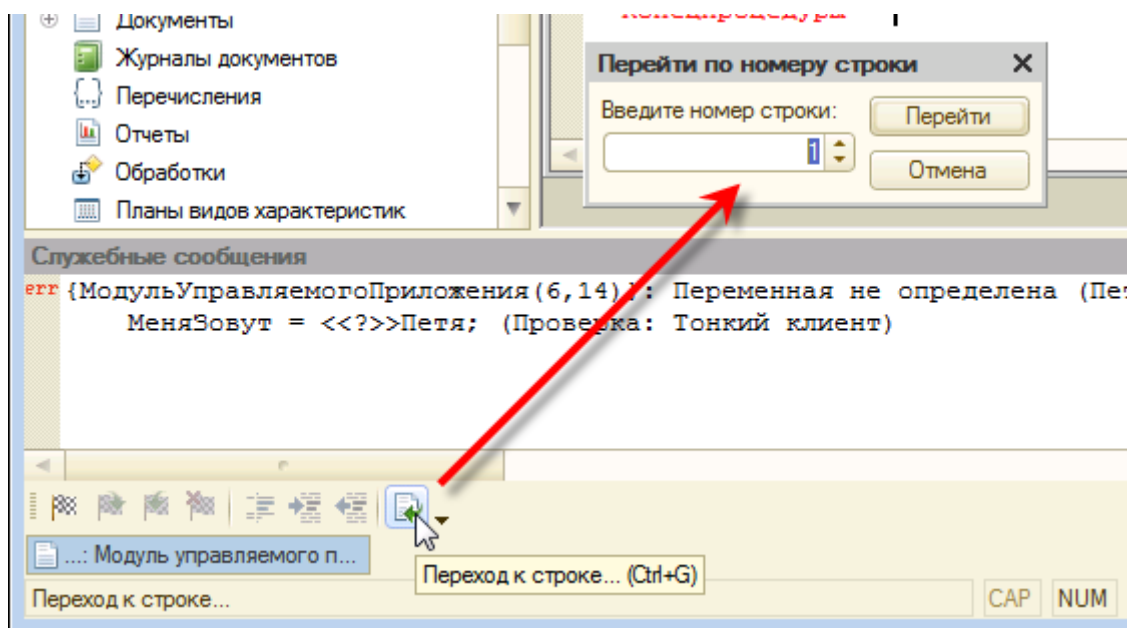 Документы
КонецПроцедуры
Журналы документов
Перечисления
Отчеты
Обработки
Планы видов характеристик
Перейти по номеру строки
Введите номер строки:
1
Перейти
Отмена
Служебные сообщения
err {МодульУправляемогоПриложения(6,14)}: Переменная не определена (Пет
МеняЗовут = <<?>>Петя; (Проверка: Тонкий клиент)
...: Модуль управляемого п...
Переход к строке... (Ctrl+G)
Переход к строке...
CAP NUM